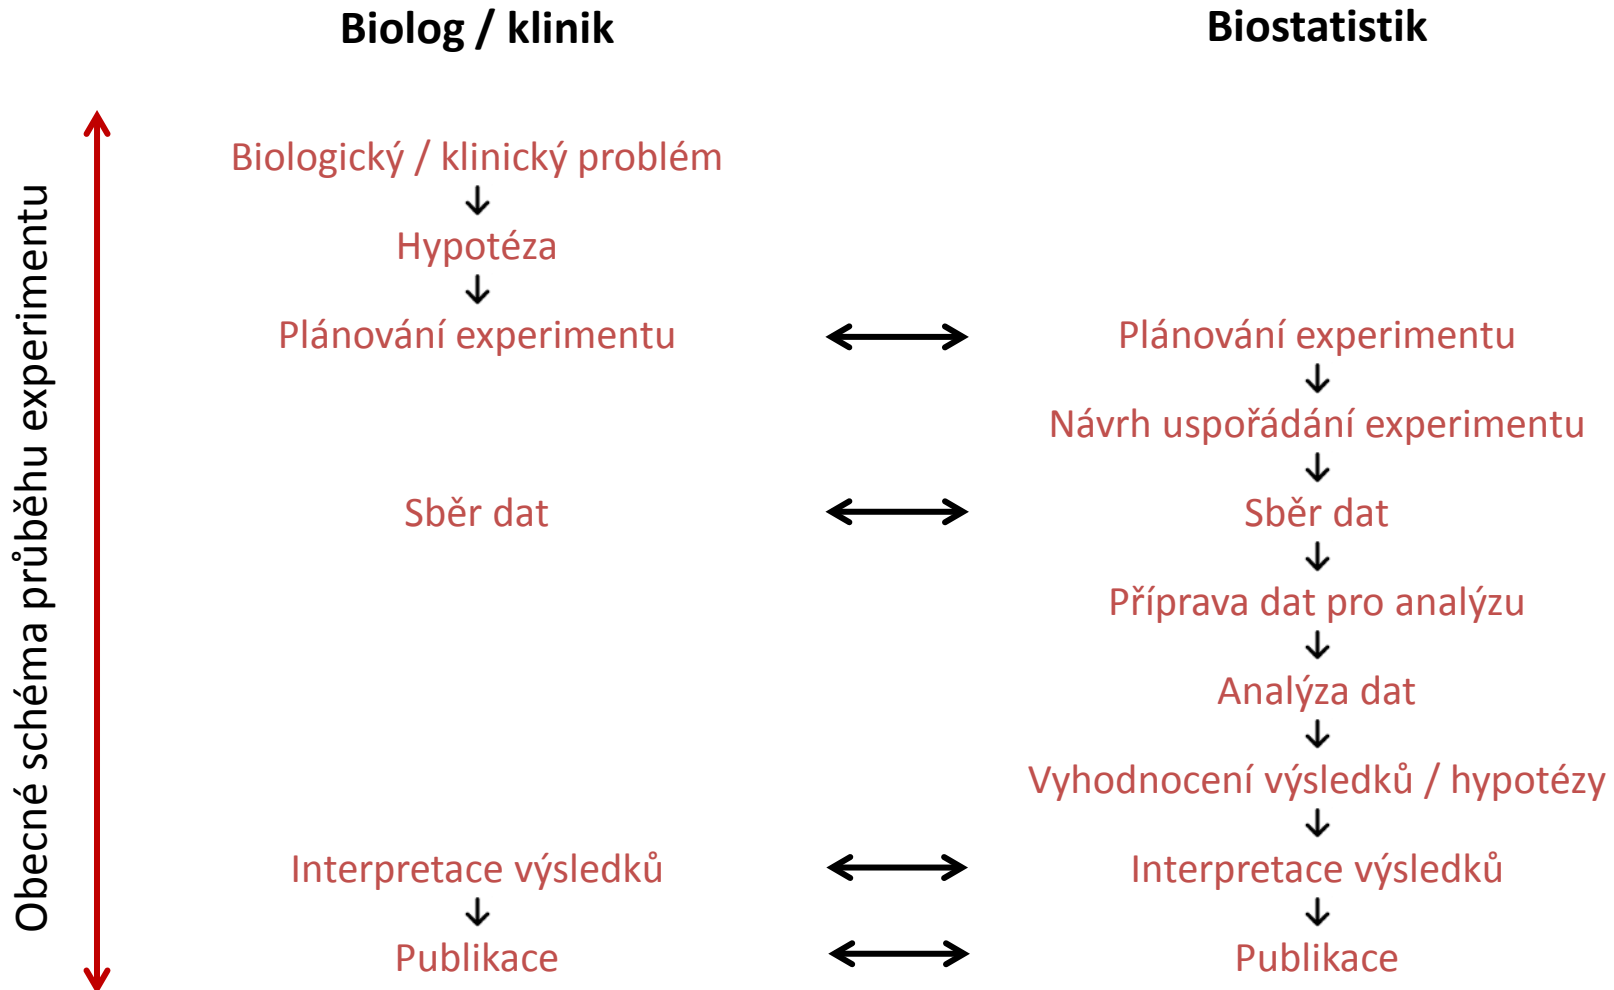 Biolog / klinik
Biostatistik
Obecné schéma průběhu experimentu
Biologický / klinický problém
Hypotéza
Plánování experimentu
Plánování experimentu
Návrh uspořádání experimentu
Sběr dat
Sběr dat
Příprava dat pro analýzu
Analýza dat
Vyhodnocení výsledků / hypotézy
Interpretace výsledků
Interpretace výsledků
Publikace
Publikace